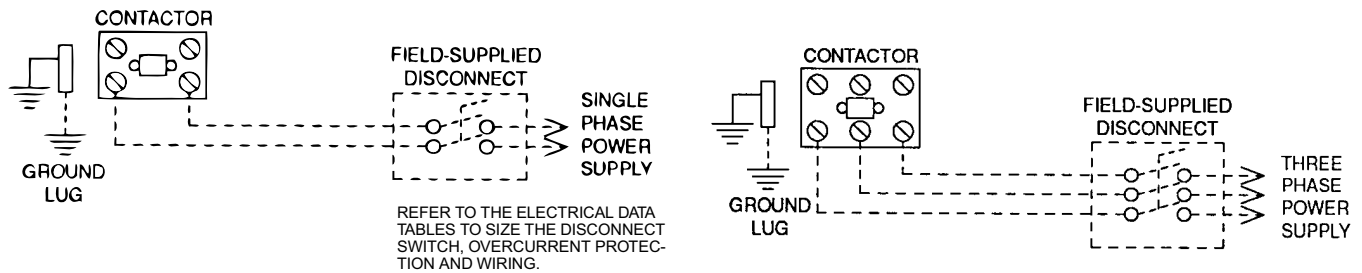 CONTACTOR
FIELD-SUPPLIED
DISCONNECT
SINGLE
PHASE
POWER
SUPPLY
GROUND
LUG
REFER TO THE ELECTRICAL DATA
TABLES TO SIZE THE DISCONNECT
SWITCH, OVERCURRENT PROTEC-
TION AND WIRING.
CONTACTOR
FIELD-SUPPLIED
DISCONNECT
THREE
PHASE
POWER
SUPPLY
GROUND
LUG